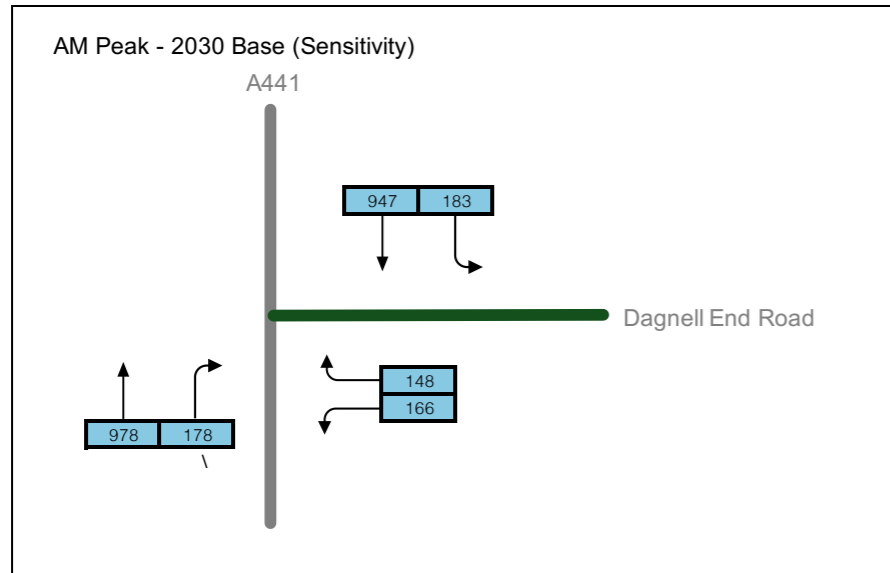 AM Peak - 2030 Base (Sensitivity)
A441
947 183
Dagnell End Road
148
166
978 178
\